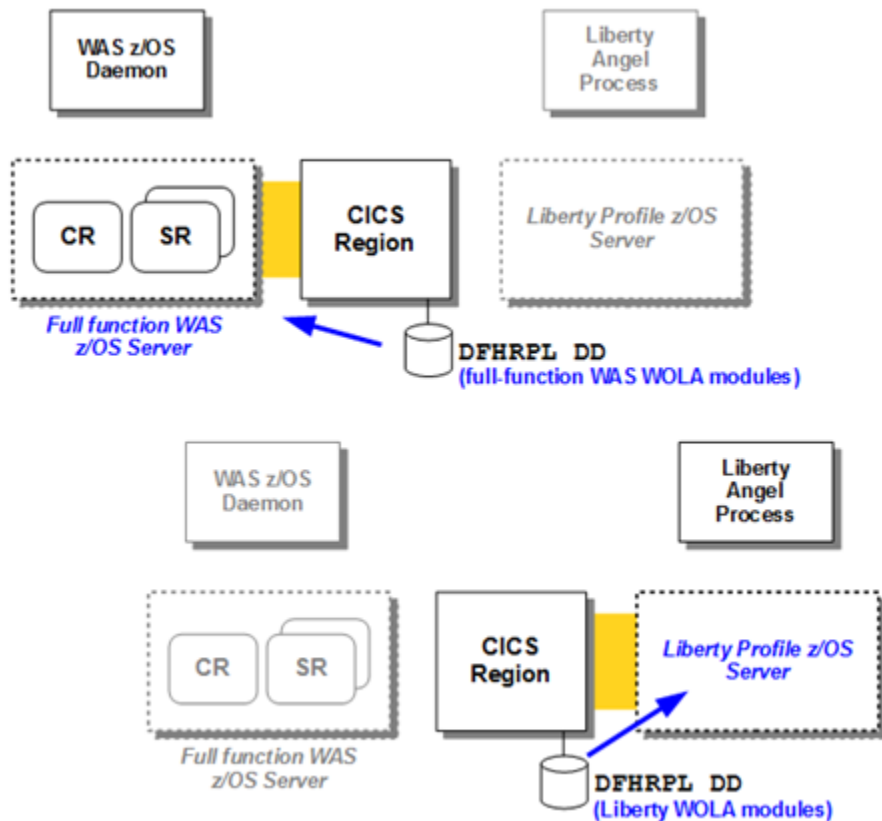 WAS z/OS
Daemon
Liberty
Angel
Process
CR
SR
CICS
Region
Liberty Profile z/OS
Server
Full function WAS
z/OS Server
DFHRPL DD
(full-function WAS WOLA modules)
WAS z/OS
Daemon
Liberty
Angel
Process
CR
SR
CICS
Region
Liberty Profile z/OS
Server
Full function WAS
z/OS Server
DFHRPL DD
(Liberty WOLA modules)